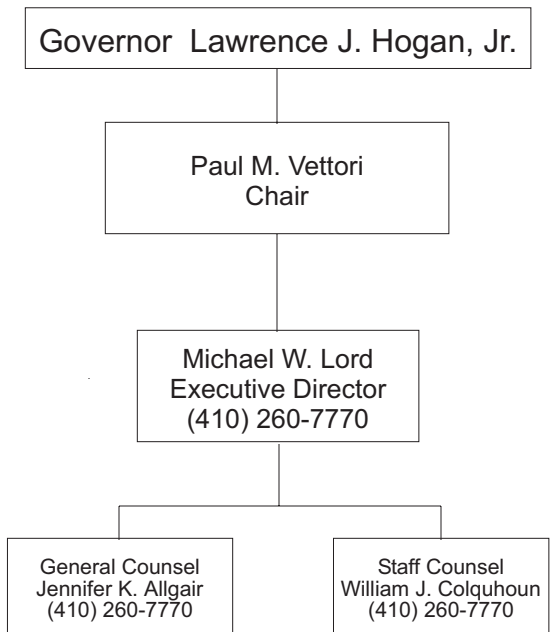 Governor Lawrence J. Hogan, Jr.
Paul M. Vettori
Chair
Michael W. Lord
Executive Director
(410) 260-7770
General Counsel
Jennifer K. Allgair
(410) 260-7770
Staff Counsel
William J. Colquhoun
(410) 260-7770